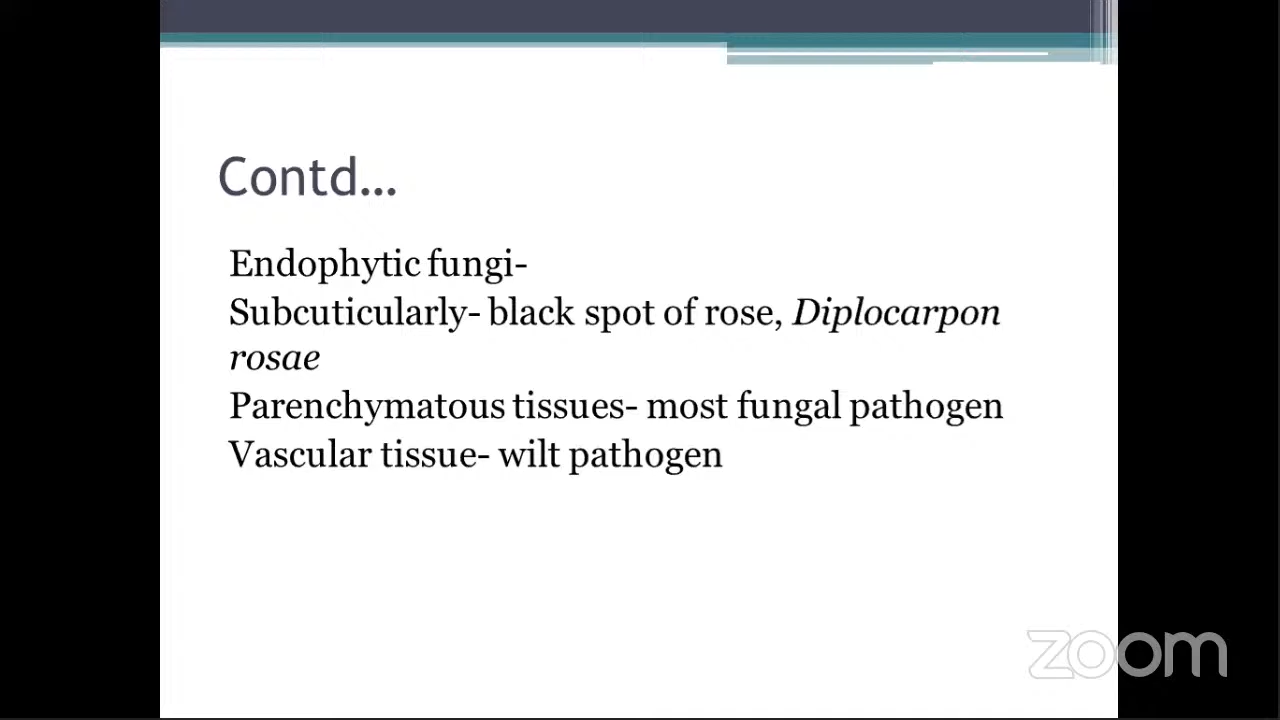 Contd...
Endophytic fungi-
Subcuticularly- black spot of rose, Diplocarpon
rosae
Parenchymatous tissues- most fungal pathogen
Vascular tissue- wilt pathogen
zoom